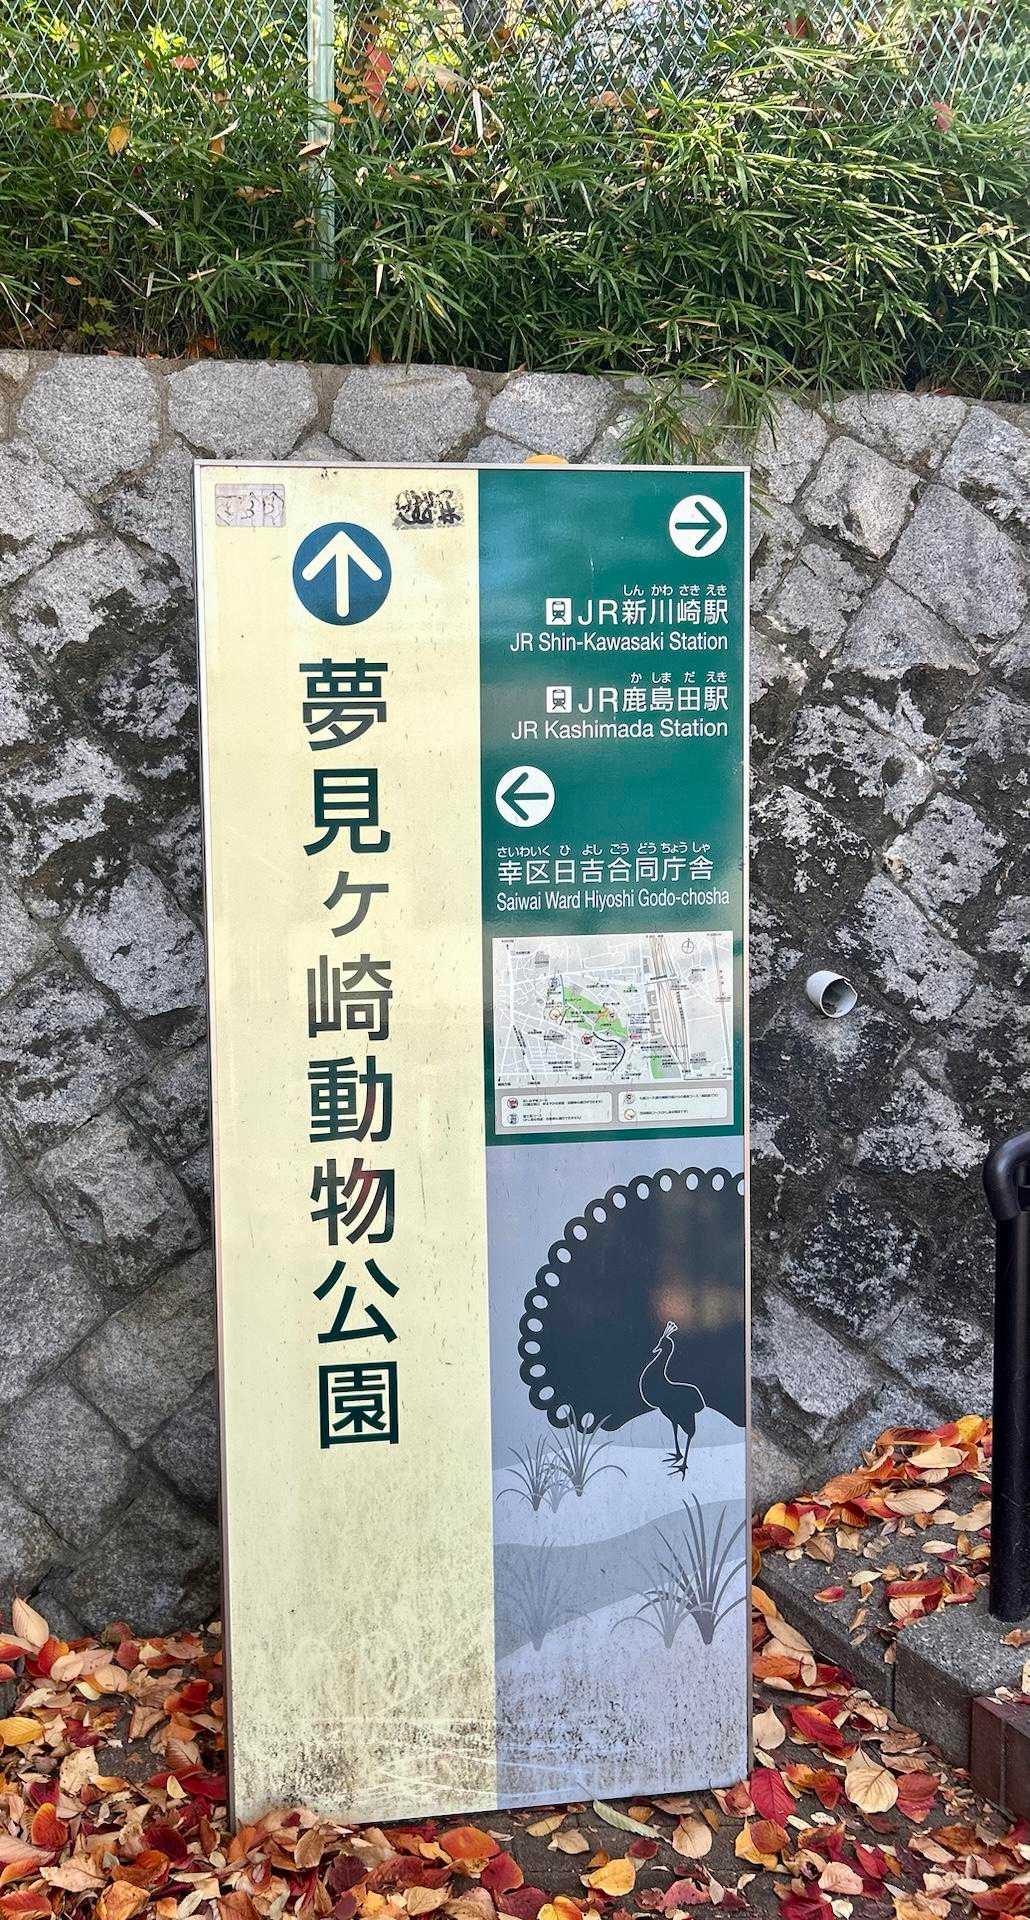 夢見ヶ崎動物公園
しん かわ さき えき
JR新川崎駅
JR Shin-Kawasaki Station
か しま だ えき
JR鹿島田駅
JR Kashimada Station
さいわいく ひ よし ごう どう ちょう しゃ
幸区日吉合同庁舎
Saiwai Ward Hiyoshi Godo-chosha